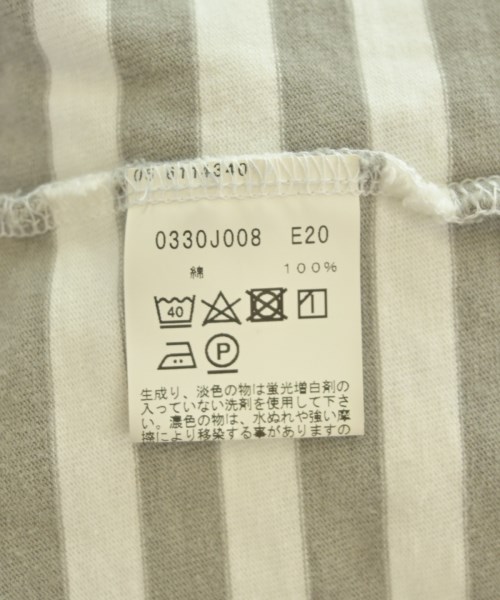 05 6114340
0330J008 E20
綿 100%
40
P
生成り、淡色の物は蛍光増白剤の
入っていない洗剤を使用して下さ
い。濃色の物は、水ぬれや強い摩
擦により移染する事がありますの